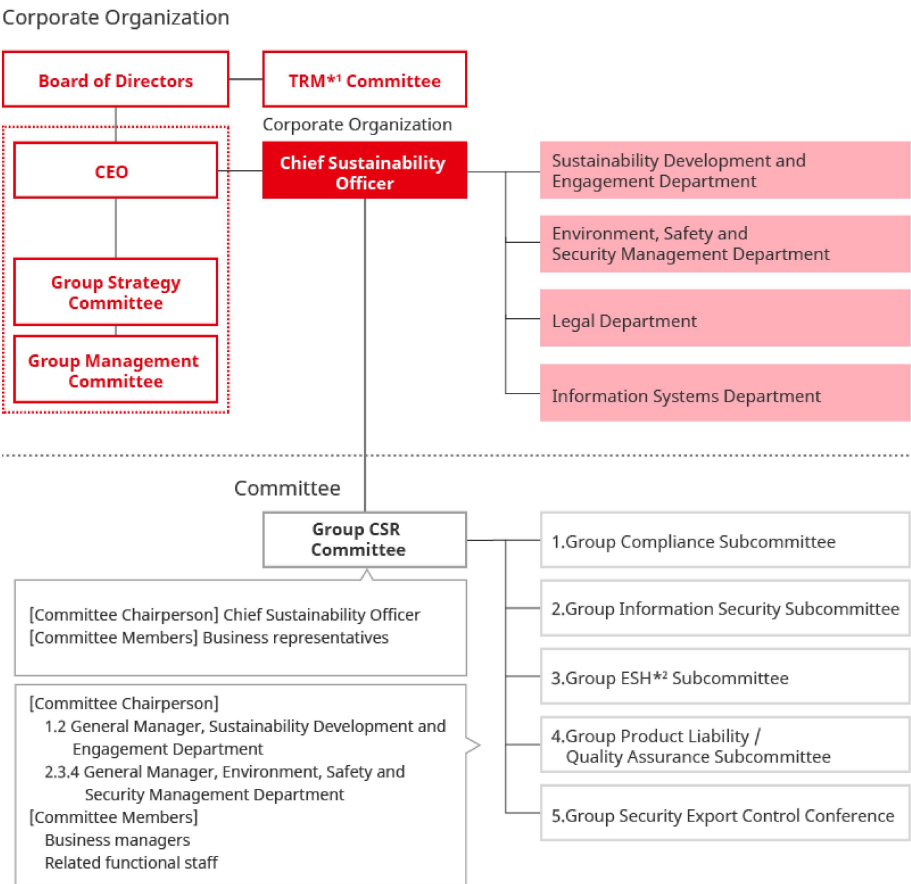 Corporate Organization
Board of Directors
TRM*¹ Committee
Corporate Organization
CEO
Chief Sustainability
Officer
Sustainability Development and
Engagement Department
Environment, Safety and
Security Management Department
Group Strategy
Committee
Legal Department
Group Management
Committee
Information Systems Department
Committee
Group CSR
Committee
1.Group Compliance Subcommittee
2.Group Information Security Subcommittee
3.Group ESH*² Subcommittee
4.Group Product Liability /
Quality Assurance Subcommittee
5.Group Security Export Control Conference
[Committee Chairperson] Chief Sustainability Officer
[Committee Members] Business representatives
[Committee Chairperson]
1.2 General Manager, Sustainability Development and
Engagement Department
2.3.4 General Manager, Environment, Safety and
Security Management Department
[Committee Members]
Business managers
Related functional staff